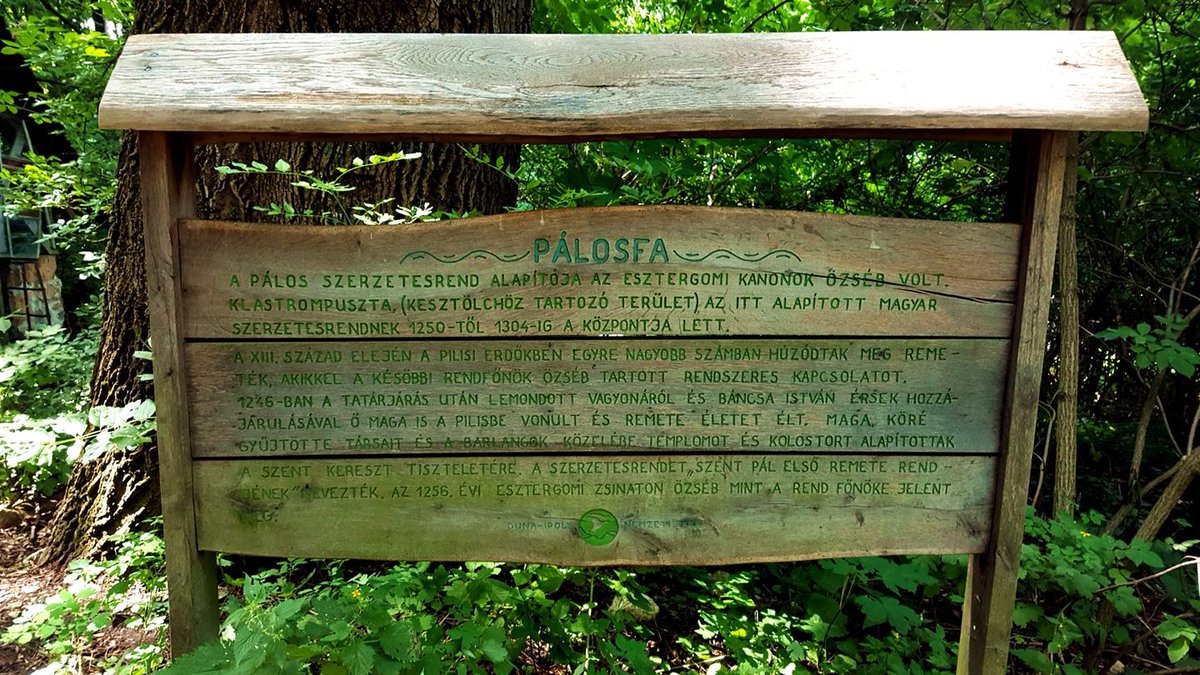 PÁLOSFA
A PÁLOS SZERZETESREND ALAPÍTÓJA AZ ESZTERGOMI KANONOK ÖZSÉB VOLT.
KLASTROMPUSZTA, (KESZTÖLCHÖZ TARTOZÓ TERÜLET) AZ ITT ALAPÍTOTT MAGYAR
SZERZETESRENDNEK 1250-TŐL 1304-IG A KÖZPONTJA LETT.
A XIII. SZÁZAD ELEJÉN A PILISI ERDŐKBEN EGYRE NAGYOBB SZÁMBAN HÚZÓDTAK MEG REME-
TÉK, AKIKKEL A KÉSŐBBI RENDFŐNÖK ÖZSÉB TARTOTT RENDSZERES KAPCSOLATOT.
1246-BAN A TATÁRJÁRÁS UTÁN LEMONDOTT VAGYONÁRÓL ÉS BÁNCSA ISTVÁN ÉRSEK HOZZÁ-
JÁRULÁSÁVAL Ő MAGA IS A PILISBE VONULT ÉS REMETE ÉLETET ÉLT. MAGA KÖRÉ
GYŰJTÖTTE TÁRSAIT ÉS A BARLANGOK KÖZELÉBE TEMPLOMOT ÉS KOLOSTORT ALAPÍTOTTAK
A SZENT KERESZT TISZTELETÉRE. A SZERZETESRENDET „SZENT PÁL ELSŐ REMETE REND-
JÉNEK" NEVEZTÉK. AZ 1256. ÉVI ESZTERGOMI ZSINATON ÖZSÉB MINT A REND FŐNÖKE JELENT
MEG.
DUNA-IPOLY NEMZETI